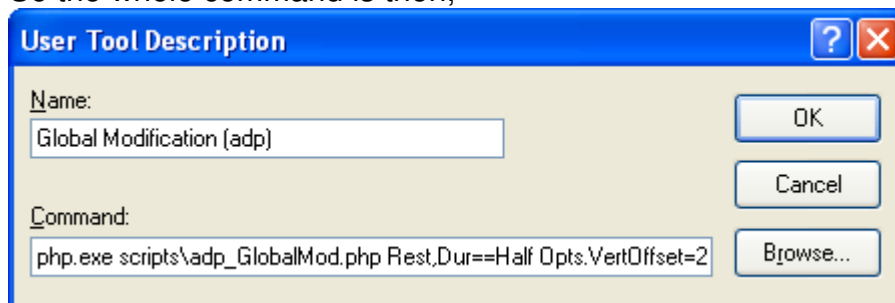 User Tool Description
Name:
OK
Global Modification (adp)
Cancel
Command:
php.exe scripts\adp_GlobalMod.php Rest,Dur==Half Opts.VertOffset=2
Browse...